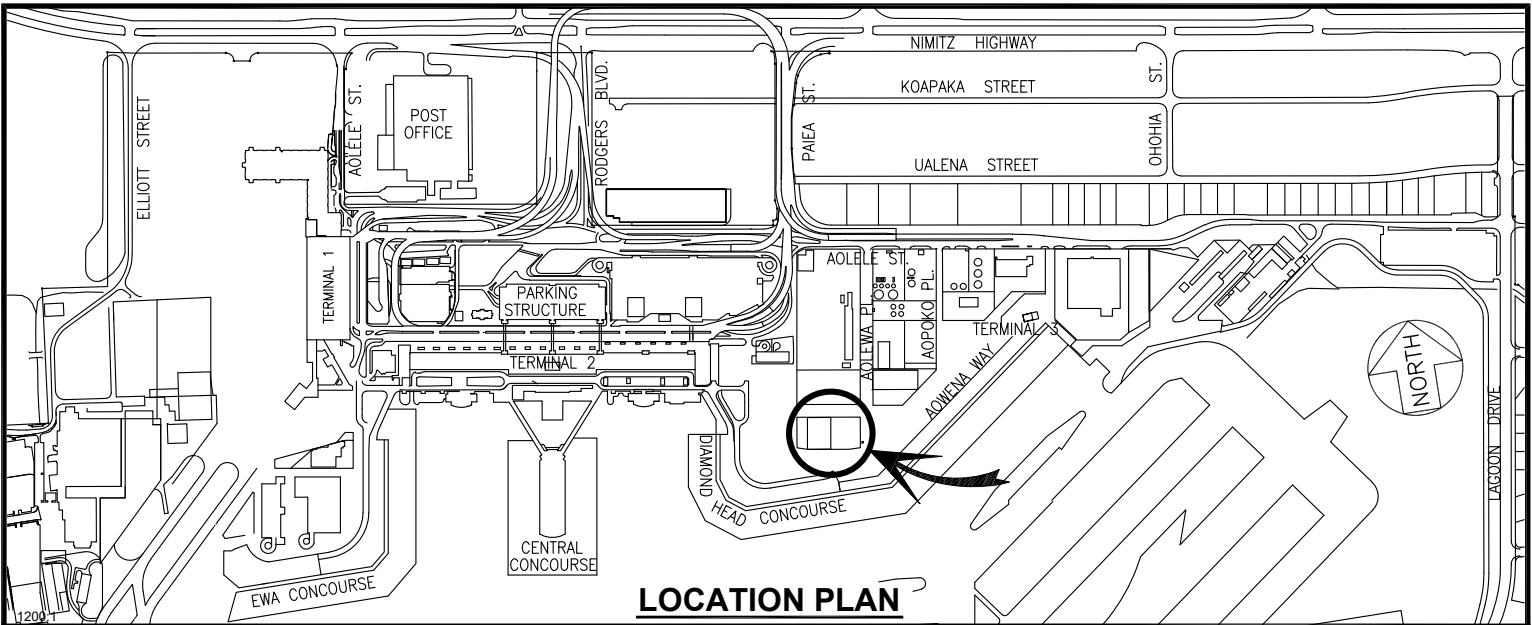 NIMITZ HIGHWAY
KOAPAKA STREET
UALENA STREET
ELLIOTT STREET
AOLELE ST.
POST
OFFICE
RODGERS BLVD.
PAIEA ST.
OHOHIA ST.
TERMINAL 1
PARKING
STRUCTURE
TERMINAL 2
AOLELE ST.
AOLEWA PL.
AOPOKO PL.
TERMINAL 3
AOWENA WAY
NORTH
LAGOON DRIVE
DIAMOND
HEAD CONCOURSE
CENTRAL
CONCOURSE
EWA CONCOURSE
LOCATION PLAN
1200.1